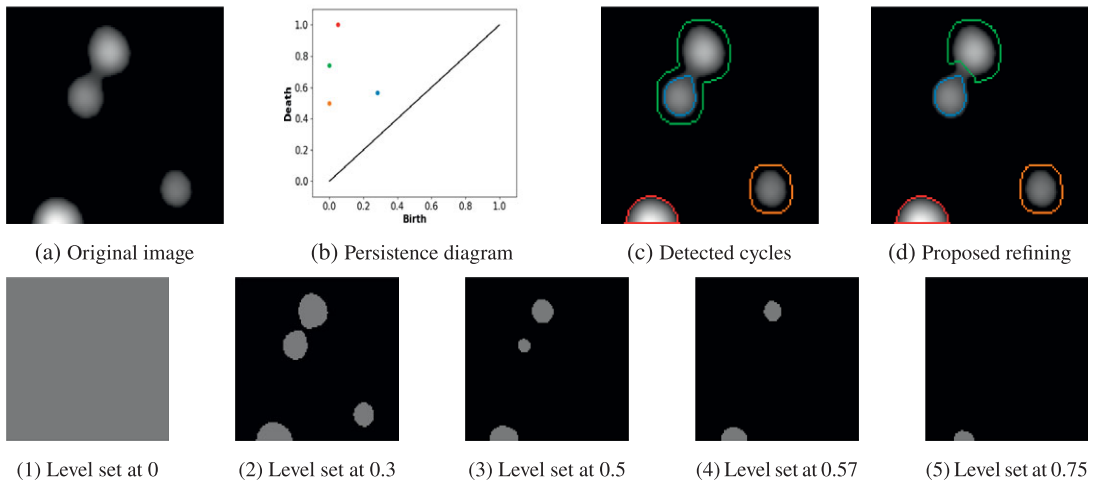 1.0
0.8
0.6
0.4
0.2
0.0
Death
0.0 0.2 0.4 0.6 0.8 1.0
Birth
(a) Original image
(b) Persistence diagram
(c) Detected cycles
(d) Proposed refining
(1) Level set at 0
(2) Level set at 0.3
(3) Level set at 0.5
(4) Level set at 0.57
(5) Level set at 0.75